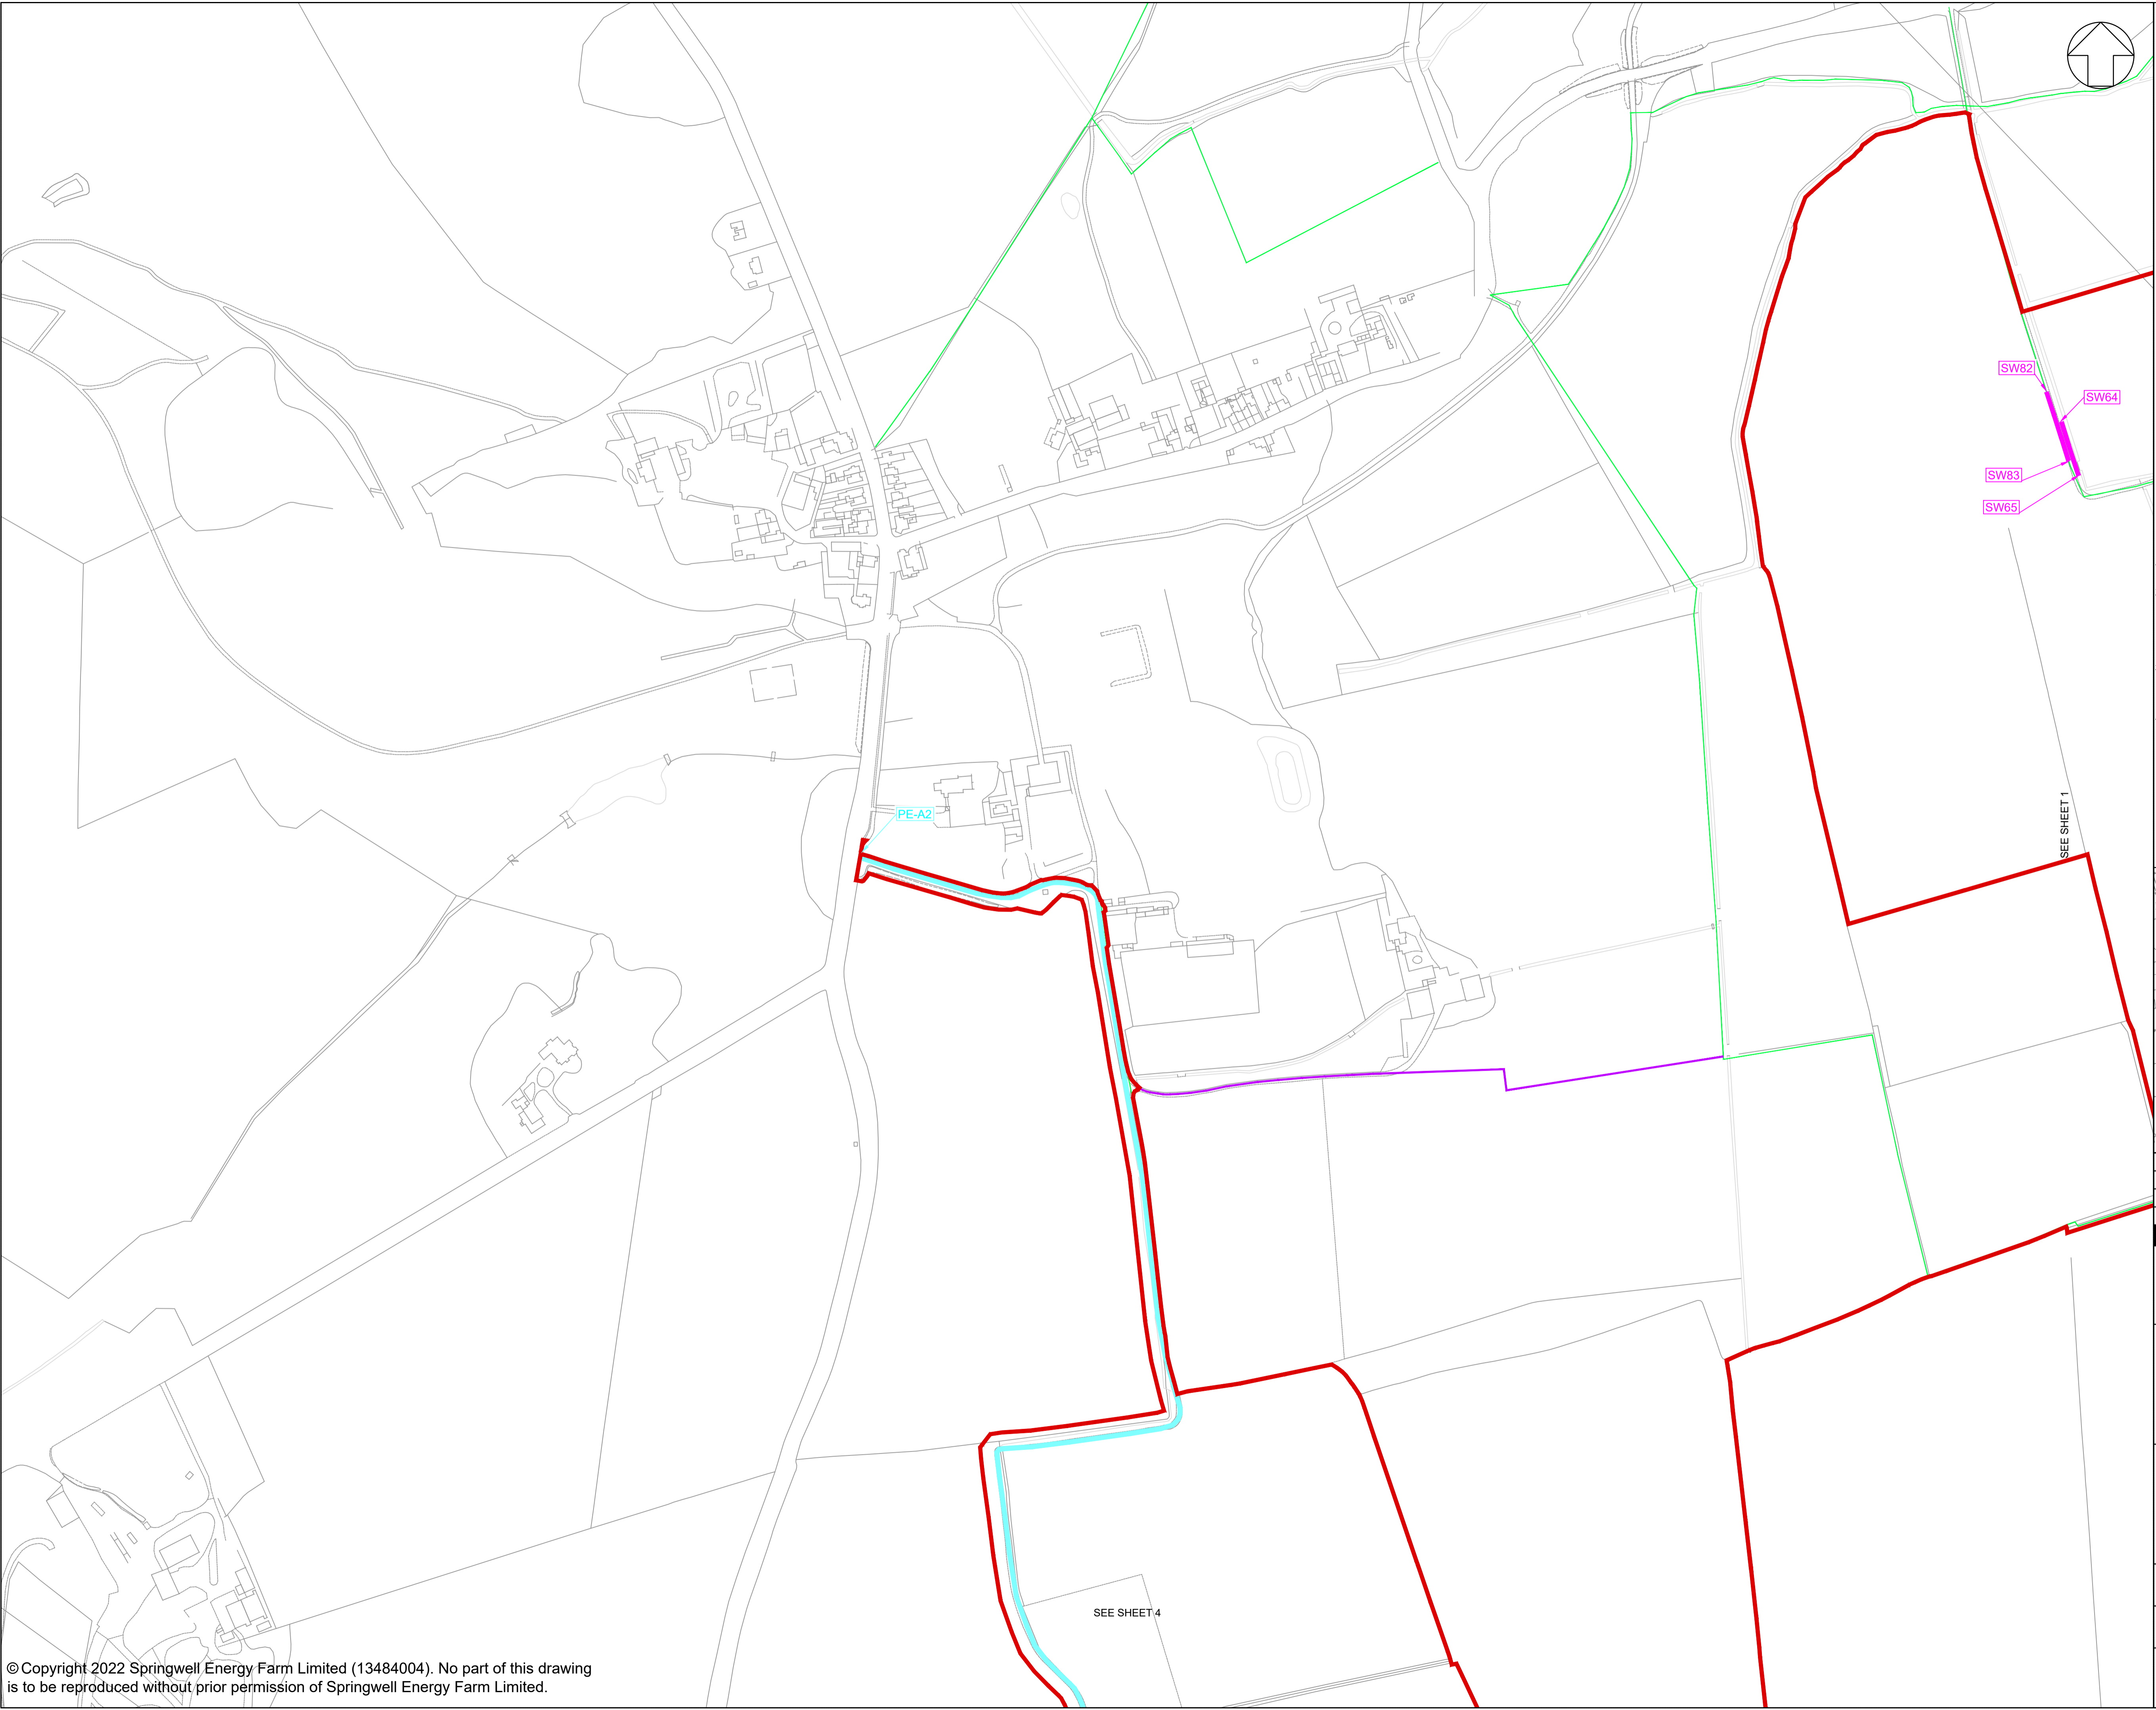 SW82
SW64
SW83
SW65
PE-A2
SEE SHEET 1
SEE SHEET 4
© Copyright 2022 Springwell Energy Farm Limited (13484004). No part of this drawing
is to be reproduced without prior permission of Springwell Energy Farm Limited.